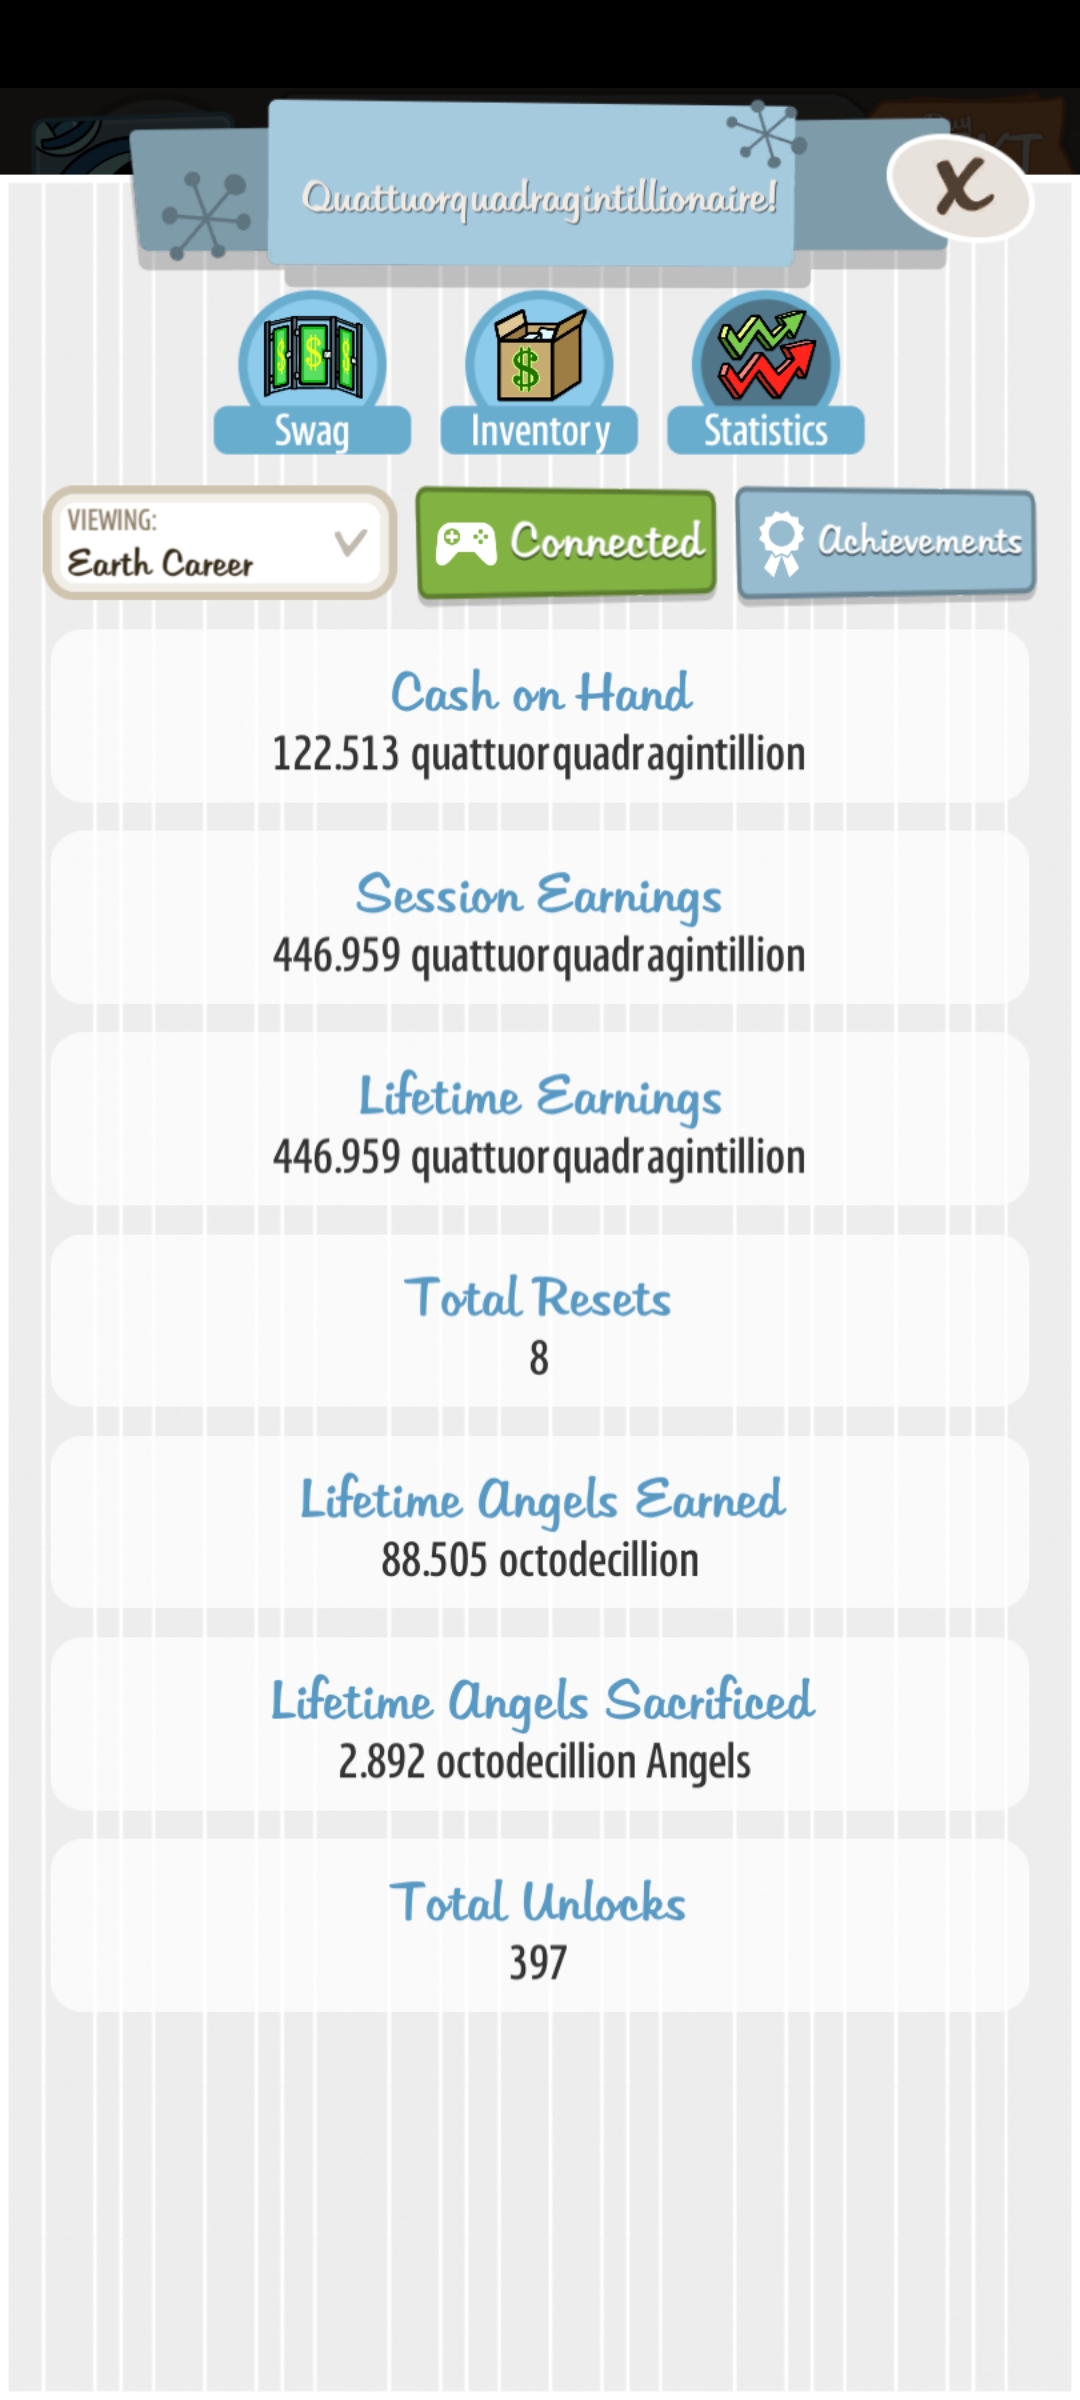 Quattuorquadragintillionaire!
Swag
Inventory
Statistics
VIEWING:
Earth Career
Connected
Achievements
Cash on Hand
122.513 quattuorquadragintillion
Session Earnings
446.959 quattuorquadragintillion
Lifetime Earnings
446.959 quattuorquadragintillion
Total Resets
8
Lifetime Angels Earned
88.505 octodecillion
Lifetime Angels Sacrificed
2.892 octodecillion Angels
Total Unlocks
397